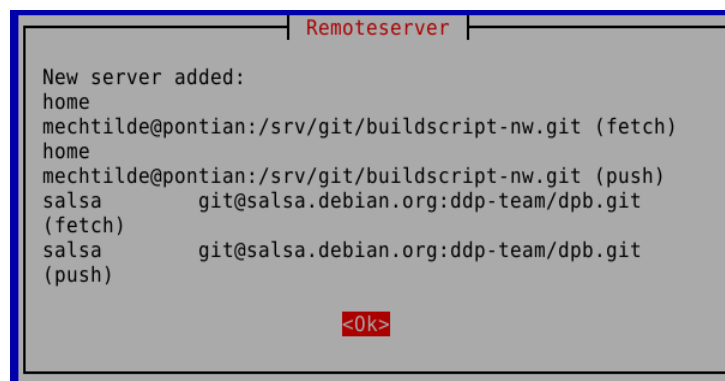 Remoteserver
New server added:
home
mechtilde@pontian:/srv/git/buildscript-nw.git (fetch)
home
mechtilde@pontian:/srv/git/buildscript-nw.git (push)
salsa        git@salsa.debian.org:ddp-team/dpb.git
(fetch)
salsa        git@salsa.debian.org:ddp-team/dpb.git
(push)
<Ok>